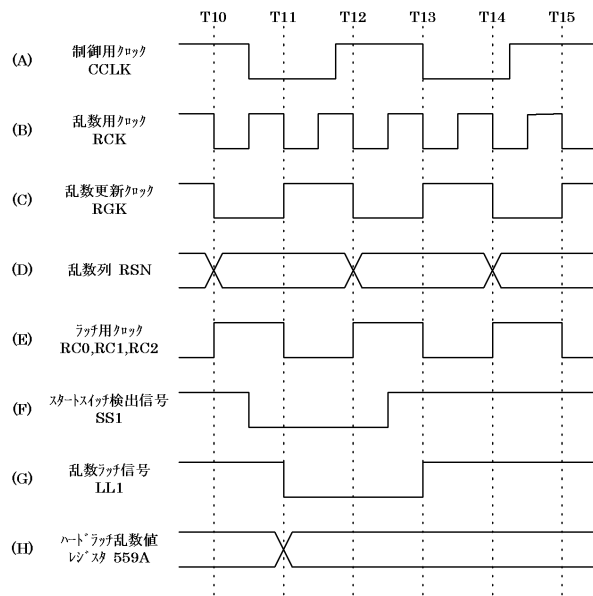 T10 T11 T12 T13 T14 T15
(A) 制御用ｸﾛｯｸ
CCLK
(B) 乱数用ｸﾛｯｸ
RCK
(C) 乱数更新ｸﾛｯｸ
RGK
(D) 乱数列 RSN
(E) ﾗｯﾁ用ｸﾛｯｸ
RC0,RC1,RC2
(F) ｽﾀｰﾄｽｲｯﾁ検出信号
SS1
(G) 乱数ﾗｯﾁ信号
LL1
(H) ﾊｰﾄﾞﾗｯﾁ乱数値
ﾚｼﾞｽﾀ 559A